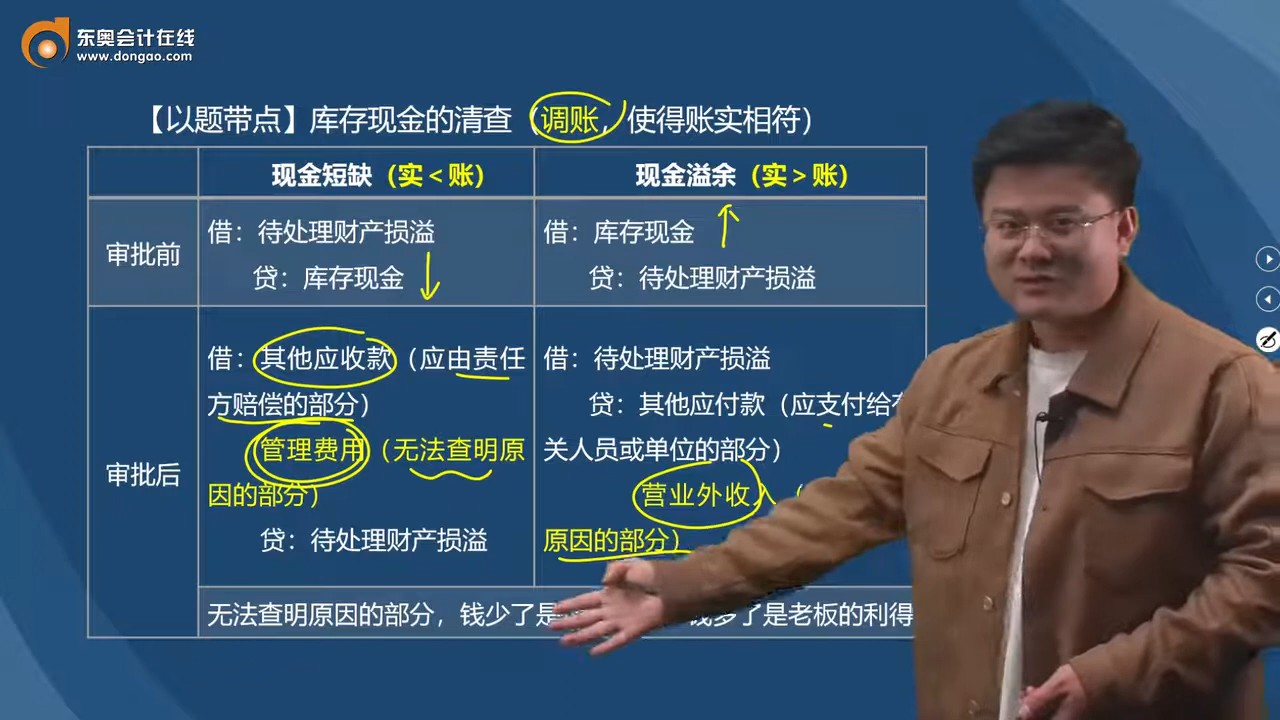 东奥会计在线
www.dongao.com
【以题带点】库存现金的清查（调账，使得账实相符）
现金短缺（实＜账）
现金溢余（实＞账）
审批前
借：待处理财产损溢
贷：库存现金
借：库存现金
贷：待处理财产损溢
审批后
借：其他应收款（应由责任
方赔偿的部分）
管理费用（无法查明原
因的部分）
贷：待处理财产损溢
借：待处理财产损溢
贷：其他应付款（应支付给
关人员或单位的部分）
营业外收入（
原因的部分）
无法查明原因的部分，钱少了是
钱多了是老板的利得